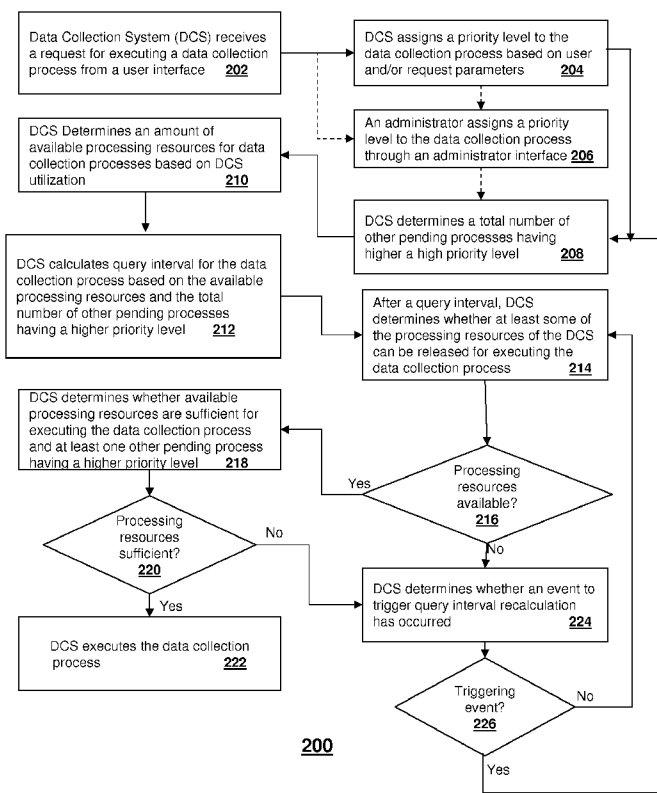 Data Collection System (DCS) receives
a request for executing a data collection
process from a user interface 202
DCS assigns a priority level to the
data collection process based on user
and/or request parameters 204
An administrator assigns a priority
level to the data collection process
through an administrator interface 206
DCS Determines an amount of
available processing resources for data
collection processes based on DCS
utilization 210
DCS determines a total number of
other pending processes having
higher a high priority level 208
DCS calculates query interval for the data
collection process based on the available
processing resources and the total
number of other pending processes
having a higher priority level 212
After a query interval, DCS
determines whether at least some of
the processing resources of the DCS
can be released for executing the
data collection process 214
DCS determines whether available
processing resources are sufficient for
executing the data collection process
and at least one other pending process
having a higher priority level 218
Processing
resources
available?
216
Yes
No
Processing
resources
sufficient?
220
No
Yes
DCS determines whether an event to
trigger query interval recalculation
has occurred 224
DCS executes the data collection
process 222
Triggering
event?
226
No
Yes
200